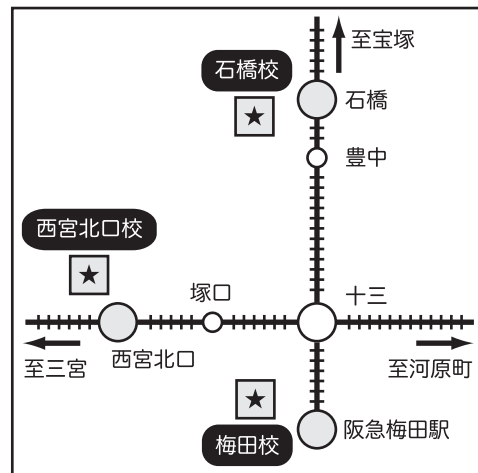 至宝塚
石橋校
石橋
豊中
西宮北口校
塚口
十三
西宮北口
至三宮
至河原町
梅田校
阪急梅田駅